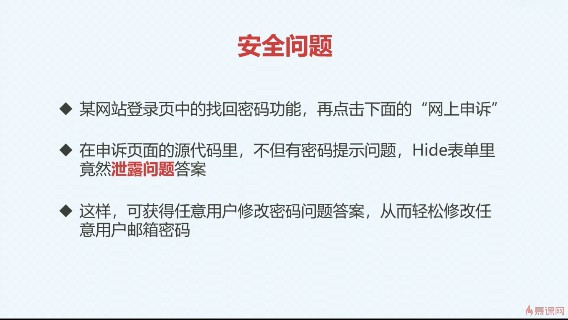 安全问题
◆ 某网站登录页中的找回密码功能，再点击下面的“网上申诉”
◆ 在申诉页面的源代码里，不但有密码提示问题，Hide表单里
竟然泄露问题答案
◆ 这样，可获得任意用户修改密码问题答案，从而轻松修改任
意用户邮箱密码
慕课网